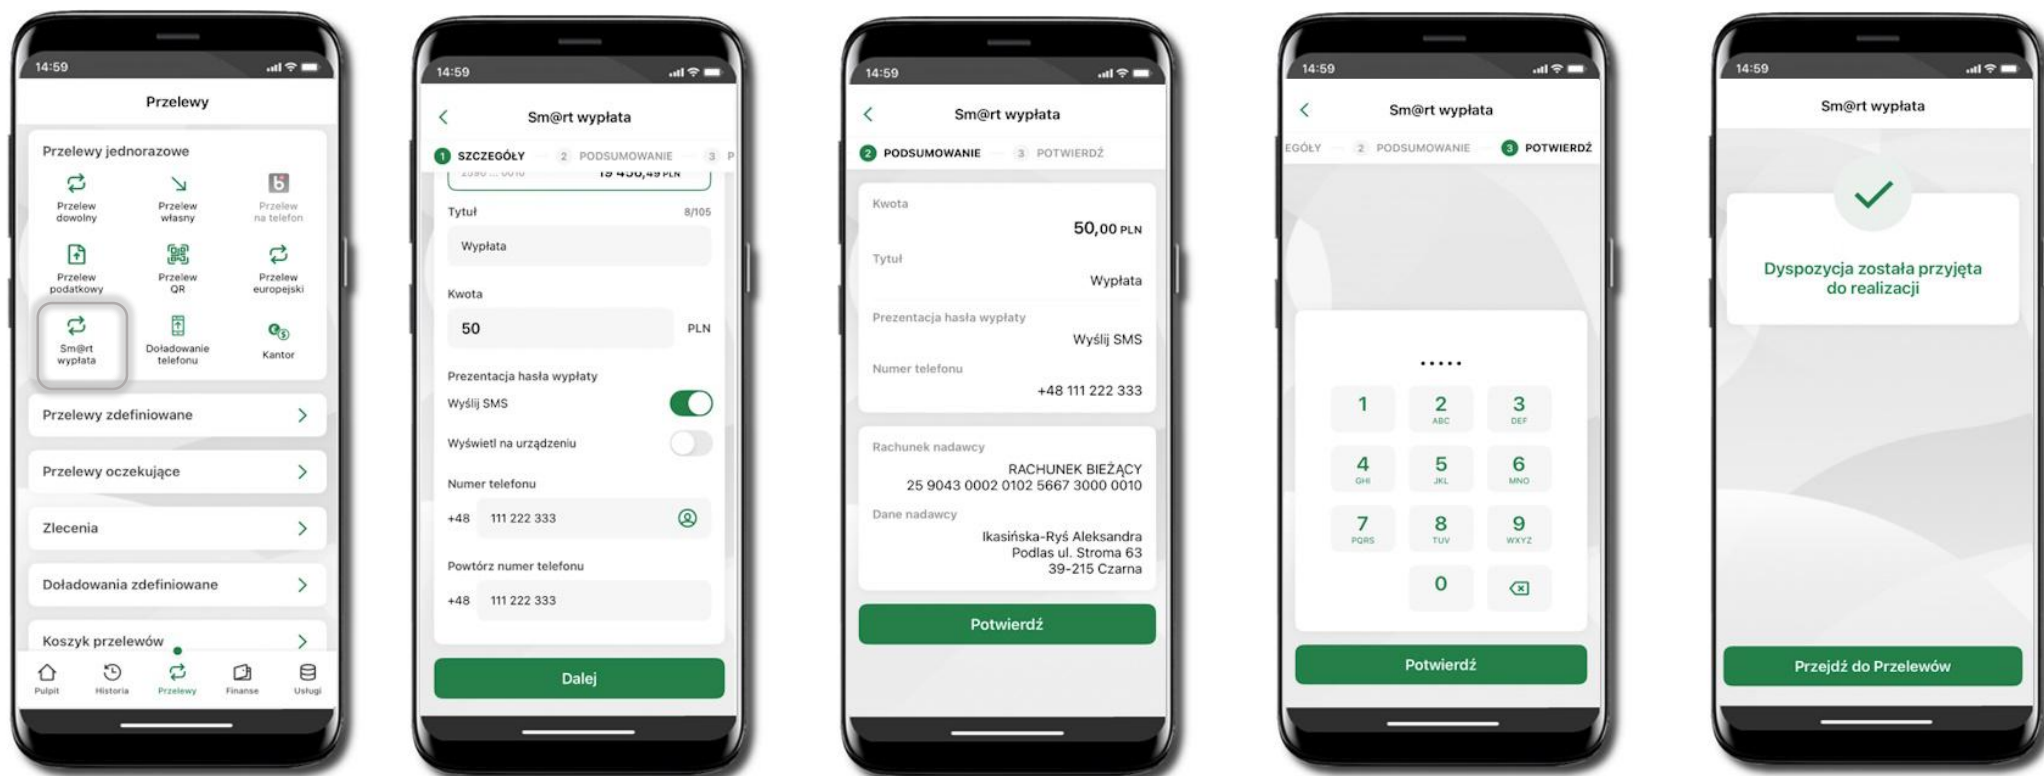 14:59
Przelewy
Przelewy jednorazowe
Przelew
dowolny
Przelew
własny
Przelew
na telefon
Przelew
podatkowy
Przelew
QR
Przelew
europejski
Sm@rt
wypłata
Doładowanie
telefonu
Kantor
Przelewy zdefiniowane
Przelewy oczekujące
Zlecenia
Doładowania zdefiniowane
Koszyk przelewów
Pulpit Historia Przelewy Finanse Usługi
14:59
Sm@rt wypłata
1 SZCZEGÓŁY 2 PODSUMOWANIE 3 P
2590 ... 0010 19 456,49 PLN
Tytuł 8/105
Wypłata
Kwota
50 PLN
Prezentacja hasła wypłaty
Wyślij SMS
Wyświetl na urządzeniu
Numer telefonu
+48 111 222 333
Powtórz numer telefonu
+48 111 222 333
Dalej
14:59
Sm@rt wypłata
2 PODSUMOWANIE 3 POTWIERDŹ
Kwota
50,00 PLN
Tytuł
Wypłata
Prezentacja hasła wypłaty
Wyślij SMS
Numer telefonu
+48 111 222 333
Rachunek nadawcy
RACHUNEK BIEŻĄCY
25 9043 0002 0102 5667 3000 0010
Dane nadawcy
Ikasińska-Ryś Aleksandra
Podlas ul. Stroma 63
39-215 Czarna
Potwierdź
14:59
Sm@rt wypłata
EGÓŁY 2 PODSUMOWANIE 3 POTWIERDŹ
•••••
1 2 3
ABC DEF
4 5 6
GHI JKL MNO
7 8 9
PQRS TUV WXYZ
0
Potwierdź
14:59
Sm@rt wypłata
Dyspozycja została przyjęta
do realizacji
Przejdź do Przelewów